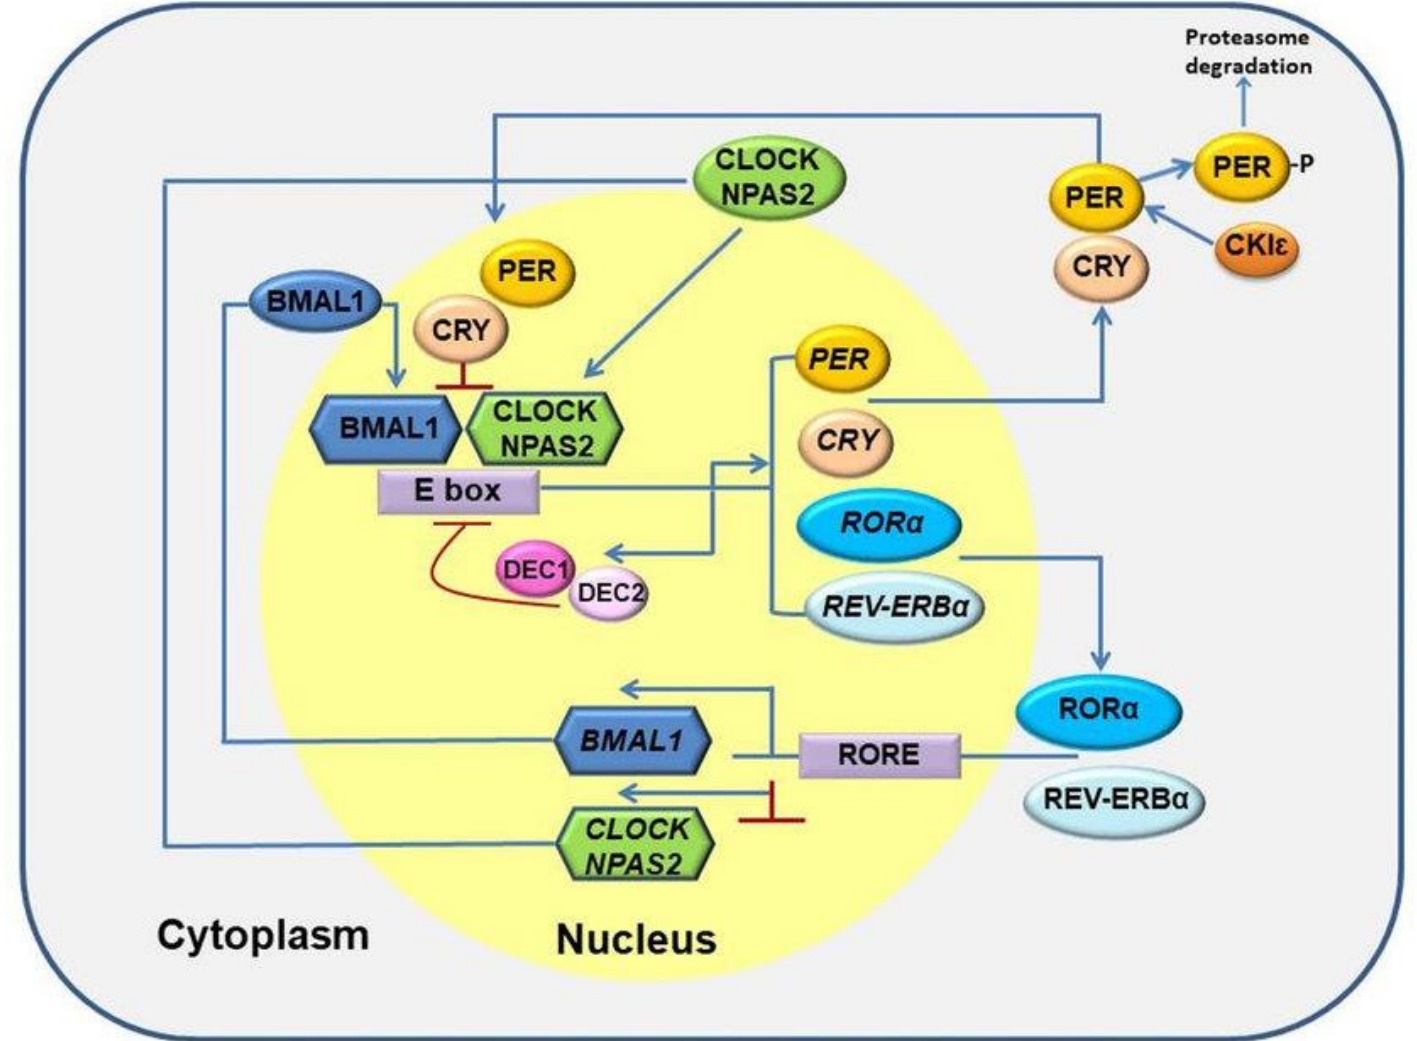 Proteasome
degradation
CLOCK
NPAS2
PER
PER
-P
CKIε
CRY
BMAL1
PER
CRY
PER
CRY
BMAL1
CLOCK
NPAS2
E box
RORα
DEC1
DEC2
REV-ERBα
BMAL1
RORE
RORα
REV-ERBα
CLOCK
NPAS2
Cytoplasm
Nucleus